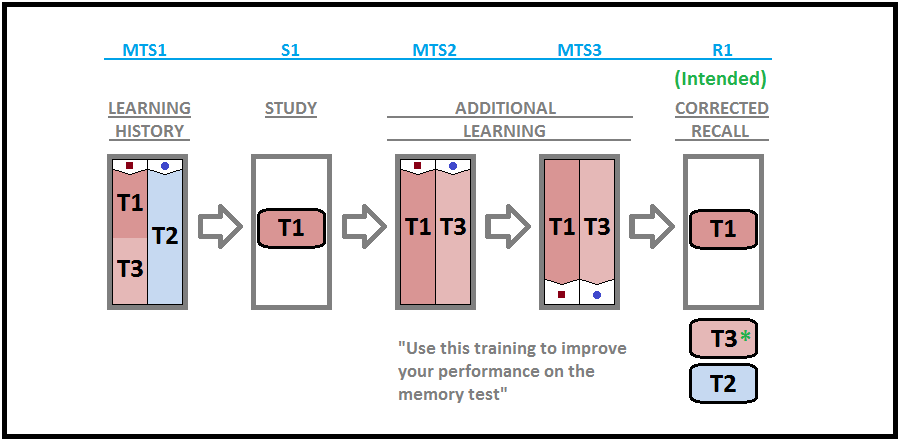 MTS1 S1 MTS2 MTS3 R1
(Intended)
LEARNING STUDY ADDITIONAL CORRECTED
HISTORY LEARNING RECALL
T1
T3
T2
T1
T1 T3
T1 T3
T1
T3*
T2
"Use this training to improve
your performance on the
memory test"